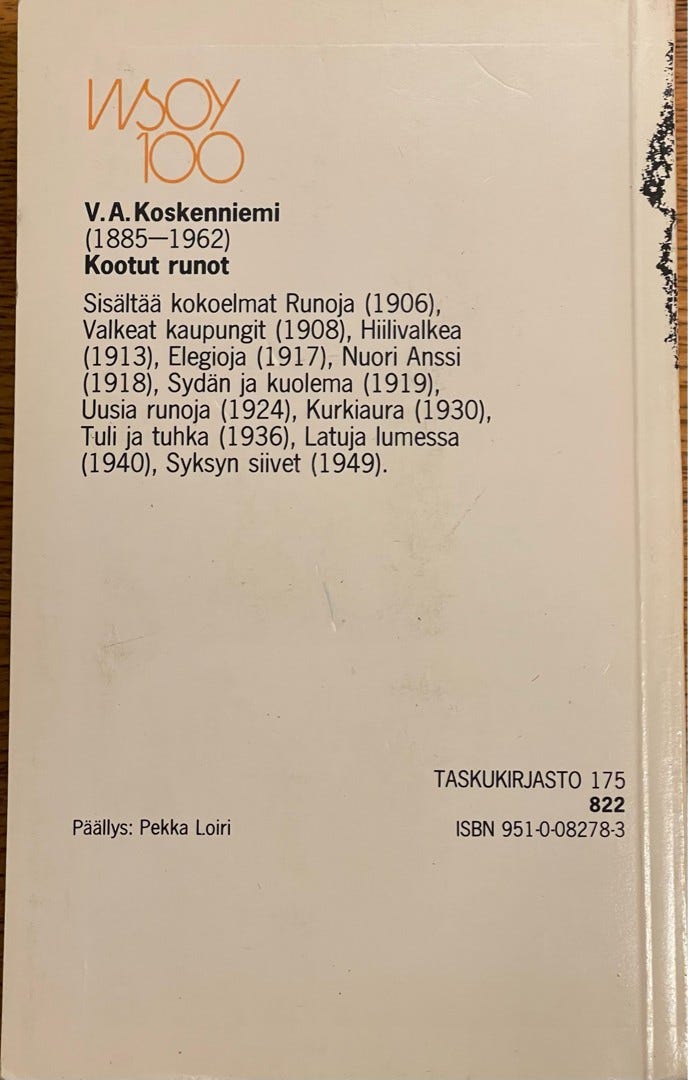 WSOY
100
V.A.Koskenniemi
(1885—1962)
Kootut runot
Sisältää kokoelmat Runoja (1906),
Valkeat kaupungit (1908), Hiilivalkea
(1913), Elegioja (1917), Nuori Anssi
(1918), Sydän ja kuolema (1919),
Uusia runoja (1924), Kurkiaura (1930),
Tuli ja tuhka (1936), Latuja lumessa
(1940), Syksyn siivet (1949).
TASKUKIRJASTO 175
822
Päällys: Pekka Loiri
ISBN 951-0-08278-3